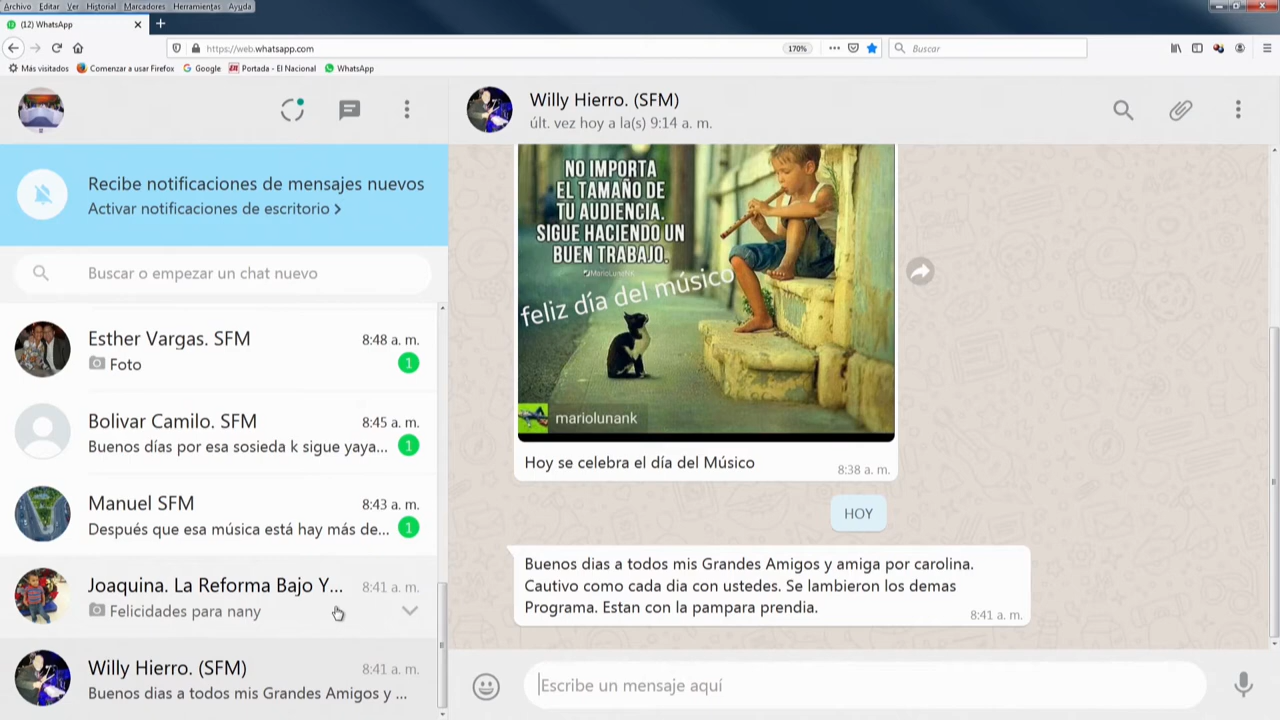 Archivo Editar Ver Historial Marcadores Herramientas Ayuda
(12) WhatsApp
https://web.whatsapp.com
170%
Buscar
Más visitados Comenzar a usar Firefox Google Portada - El Nacional WhatsApp
Recibe notificaciones de mensajes nuevos
Activar notificaciones de escritorio
Buscar o empezar un chat nuevo
Esther Vargas. SFM 8:48 a. m.
Foto 1
Bolivar Camilo. SFM 8:45 a. m.
Buenos días por esa sosieda k sigue yaya... 1
Manuel SFM 8:43 a. m.
Después que esa música está hay más de... 1
Joaquina. La Reforma Bajo Y... 8:41 a. m.
Felicidades para nany
Willy Hierro. (SFM) 8:41 a. m.
Buenos dias a todos mis Grandes Amigos y ...
Willy Hierro. (SFM)
últ. vez hoy a la(s) 9:14 a. m.
NO IMPORTA
EL TAMAÑO DE
TU AUDIENCIA.
SIGUE HACIENDO UN
BUEN TRABAJO.
MarioLunaNK
feliz día del músico
mariolunank
Hoy se celebra el día del Músico
8:38 a. m.
HOY
Buenos dias a todos mis Grandes Amigos y amiga por carolina.
Cautivo como cada dia con ustedes. Se lambieron los demas
Programa. Estan con la pampara prendia.
8:41 a. m.
Escribe un mensaje aquí